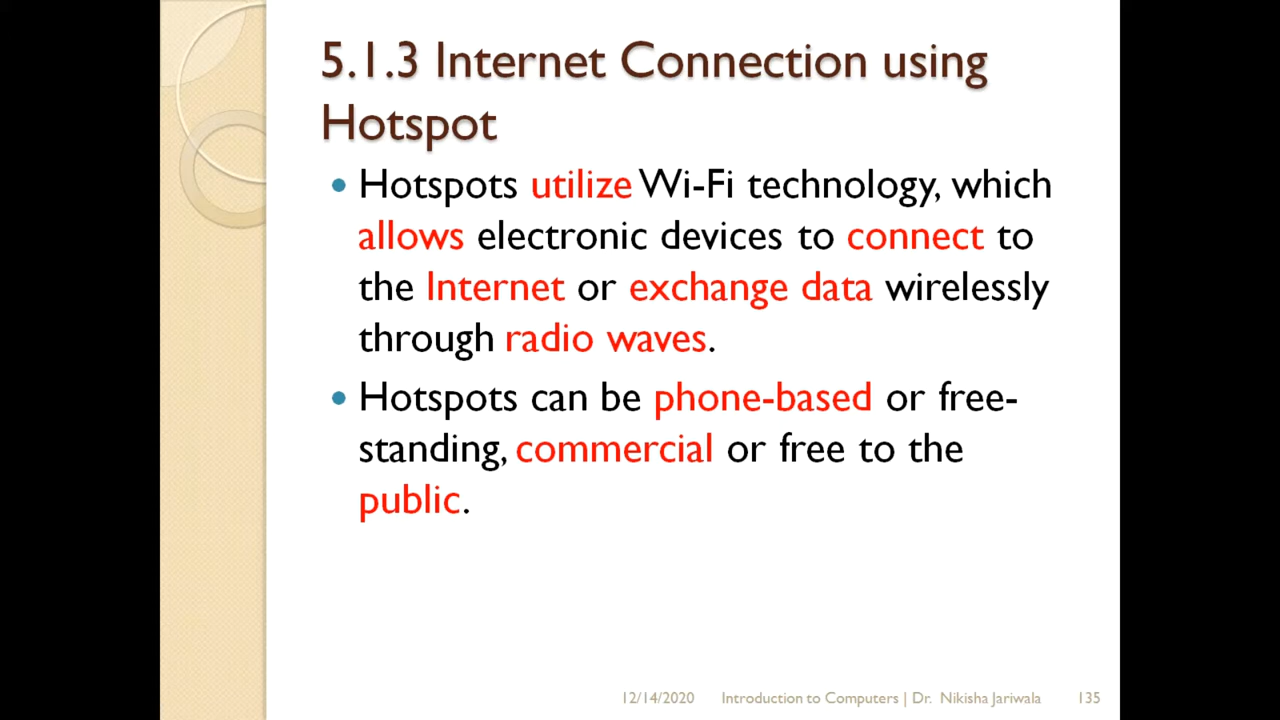 5.1.3 Internet Connection using
Hotspot
• Hotspots utilize Wi-Fi technology, which
allows electronic devices to connect to
the Internet or exchange data wirelessly
through radio waves.
• Hotspots can be phone-based or free-
standing, commercial or free to the
public.
12/14/2020 Introduction to Computers | Dr. Nikisha Jariwala 135